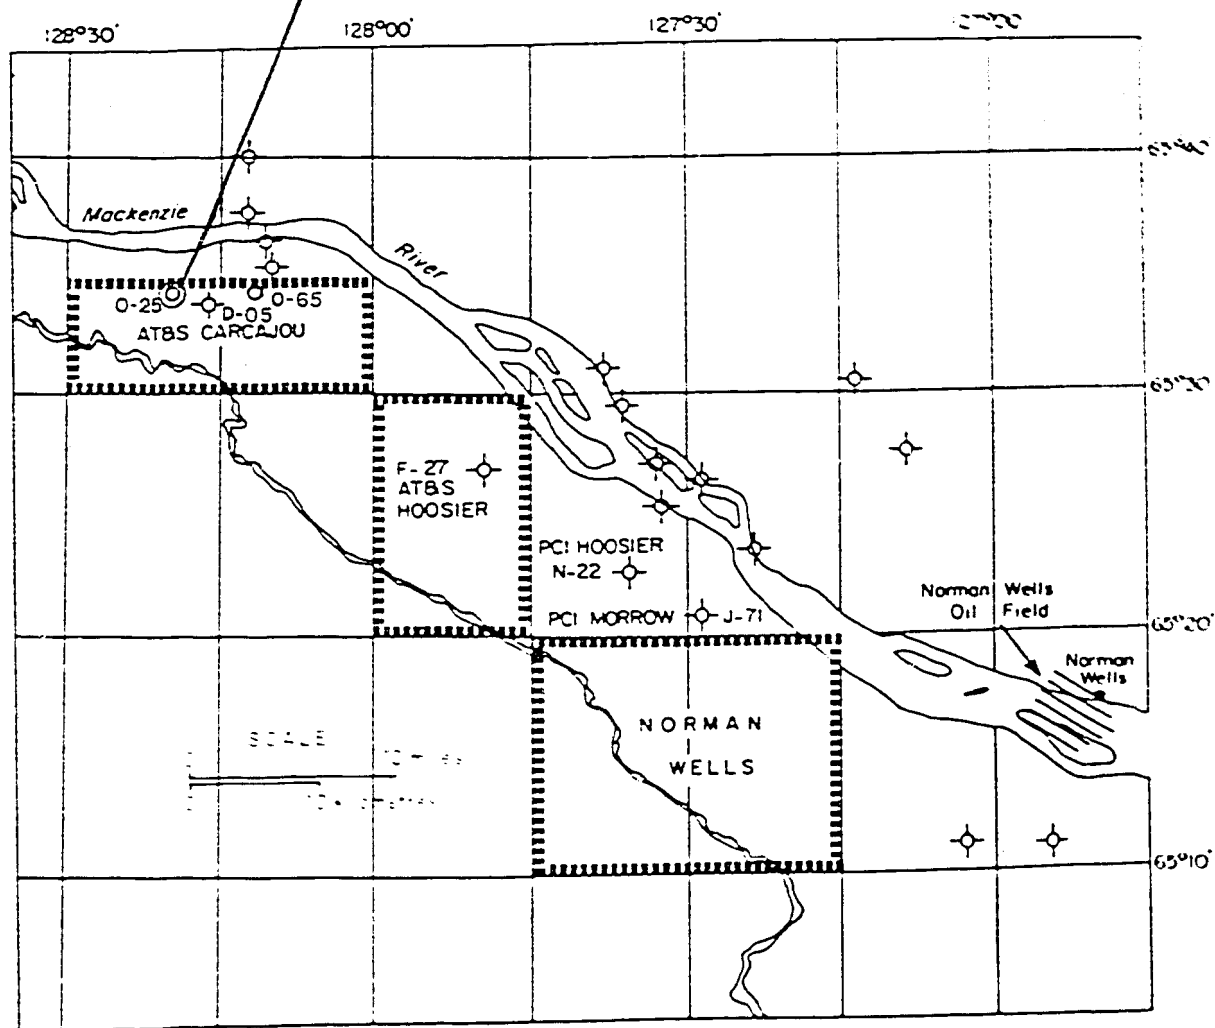 128°30'
128°00'
127°30'
65°40'
Mackenzie
River
O-25
D-05
O-65
ATBS CARCAJOU
65°30'
F-27
ATBS
HOOSIER
PCI HOOSIER
N-22
PCI MORROW
J-71
Norman Wells
Oil Field
65°20'
Norman
Wells
NORMAN
WELLS
SCALE
65°10'